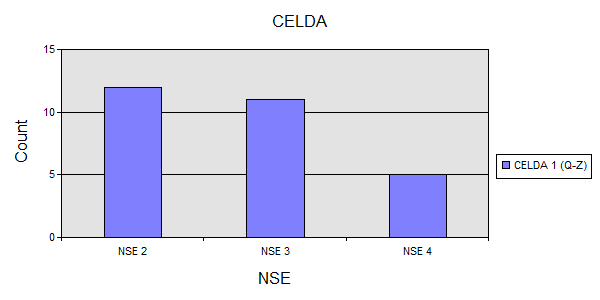 CELDA
15
10
5
0
Count
NSE 2
NSE 3
NSE 4
NSE
CELDA 1 (Q-Z)